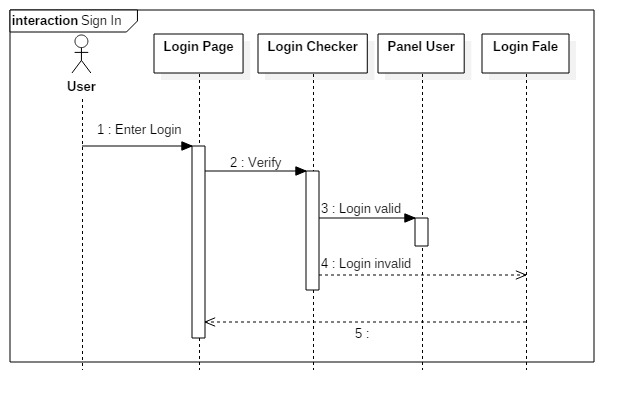 interaction Sign In
Login Page
Login Checker
Panel User
Login Fale
User
1 : Enter Login
2 : Verify
3 : Login valid
4 : Login invalid
5 :